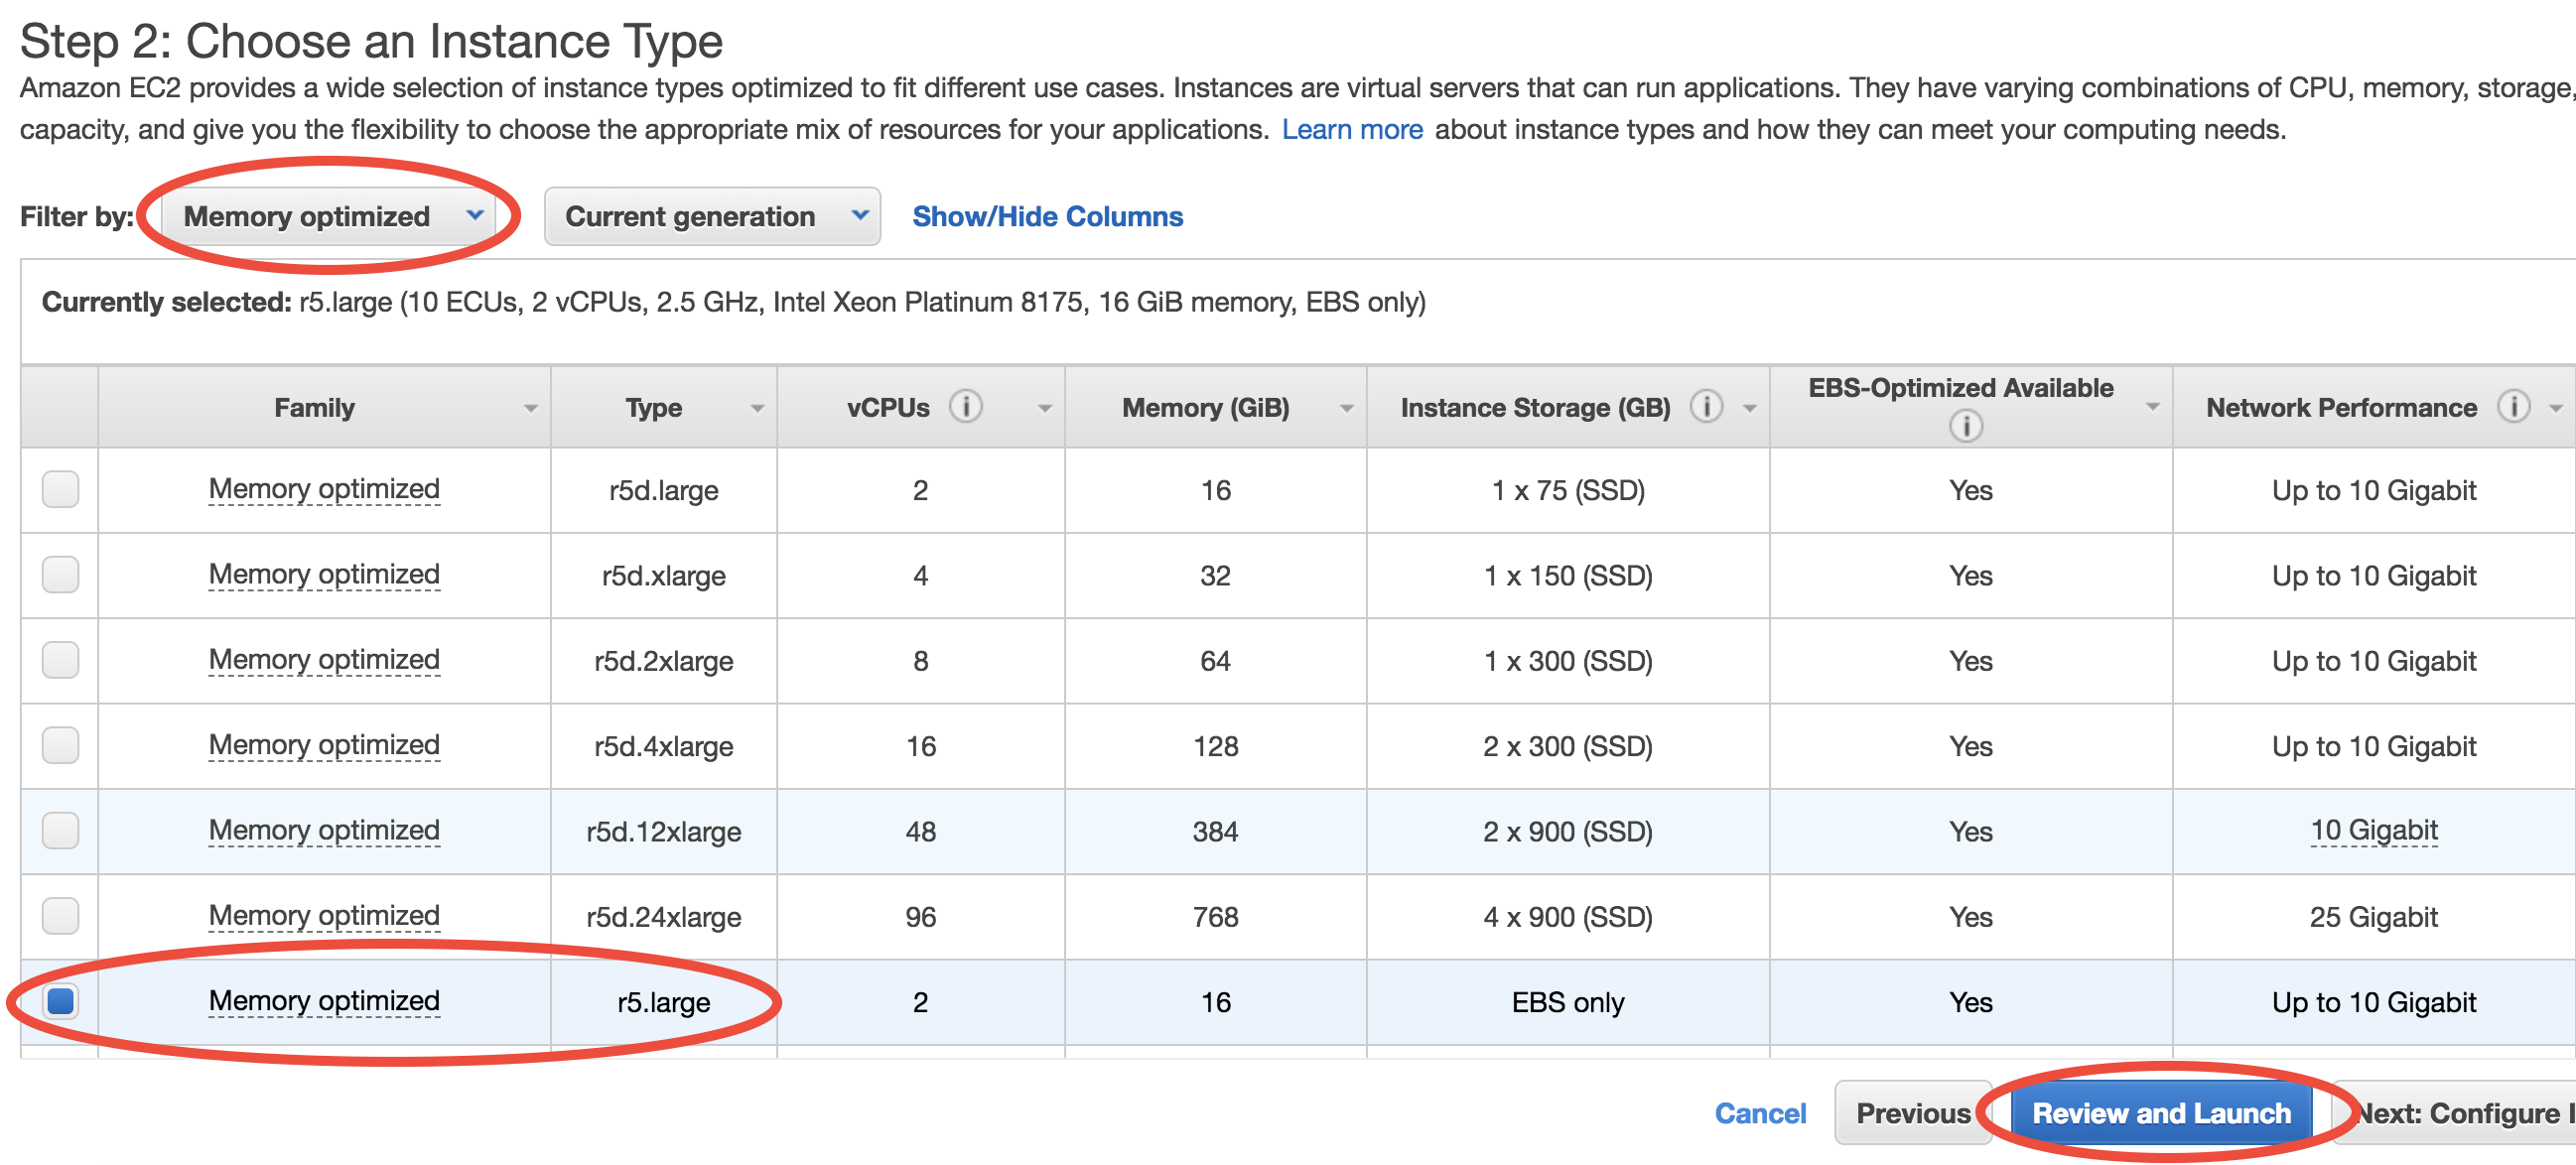 Step 2: Choose an Instance Type
Amazon EC2 provides a wide selection of instance types optimized to fit different use cases. Instances are virtual servers that can run applications. They have varying combinations of CPU, memory, storage,
capacity, and give you the flexibility to choose the appropriate mix of resources for your applications. Learn more about instance types and how they can meet your computing needs.
Filter by: Memory optimized Current generation Show/Hide Columns
Currently selected: r5.large (10 ECUs, 2 vCPUs, 2.5 GHz, Intel Xeon Platinum 8175, 16 GiB memory, EBS only)
Family Type vCPUs i Memory (GiB) Instance Storage (GB) i EBS-Optimized Available i Network Performance i
Memory optimized r5d.large 2 16 1 x 75 (SSD) Yes Up to 10 Gigabit
Memory optimized r5d.xlarge 4 32 1 x 150 (SSD) Yes Up to 10 Gigabit
Memory optimized r5d.2xlarge 8 64 1 x 300 (SSD) Yes Up to 10 Gigabit
Memory optimized r5d.4xlarge 16 128 2 x 300 (SSD) Yes Up to 10 Gigabit
Memory optimized r5d.12xlarge 48 384 2 x 900 (SSD) Yes 10 Gigabit
Memory optimized r5d.24xlarge 96 768 4 x 900 (SSD) Yes 25 Gigabit
Memory optimized r5.large 2 16 EBS only Yes Up to 10 Gigabit
Cancel Previous Review and Launch Next: Configure I